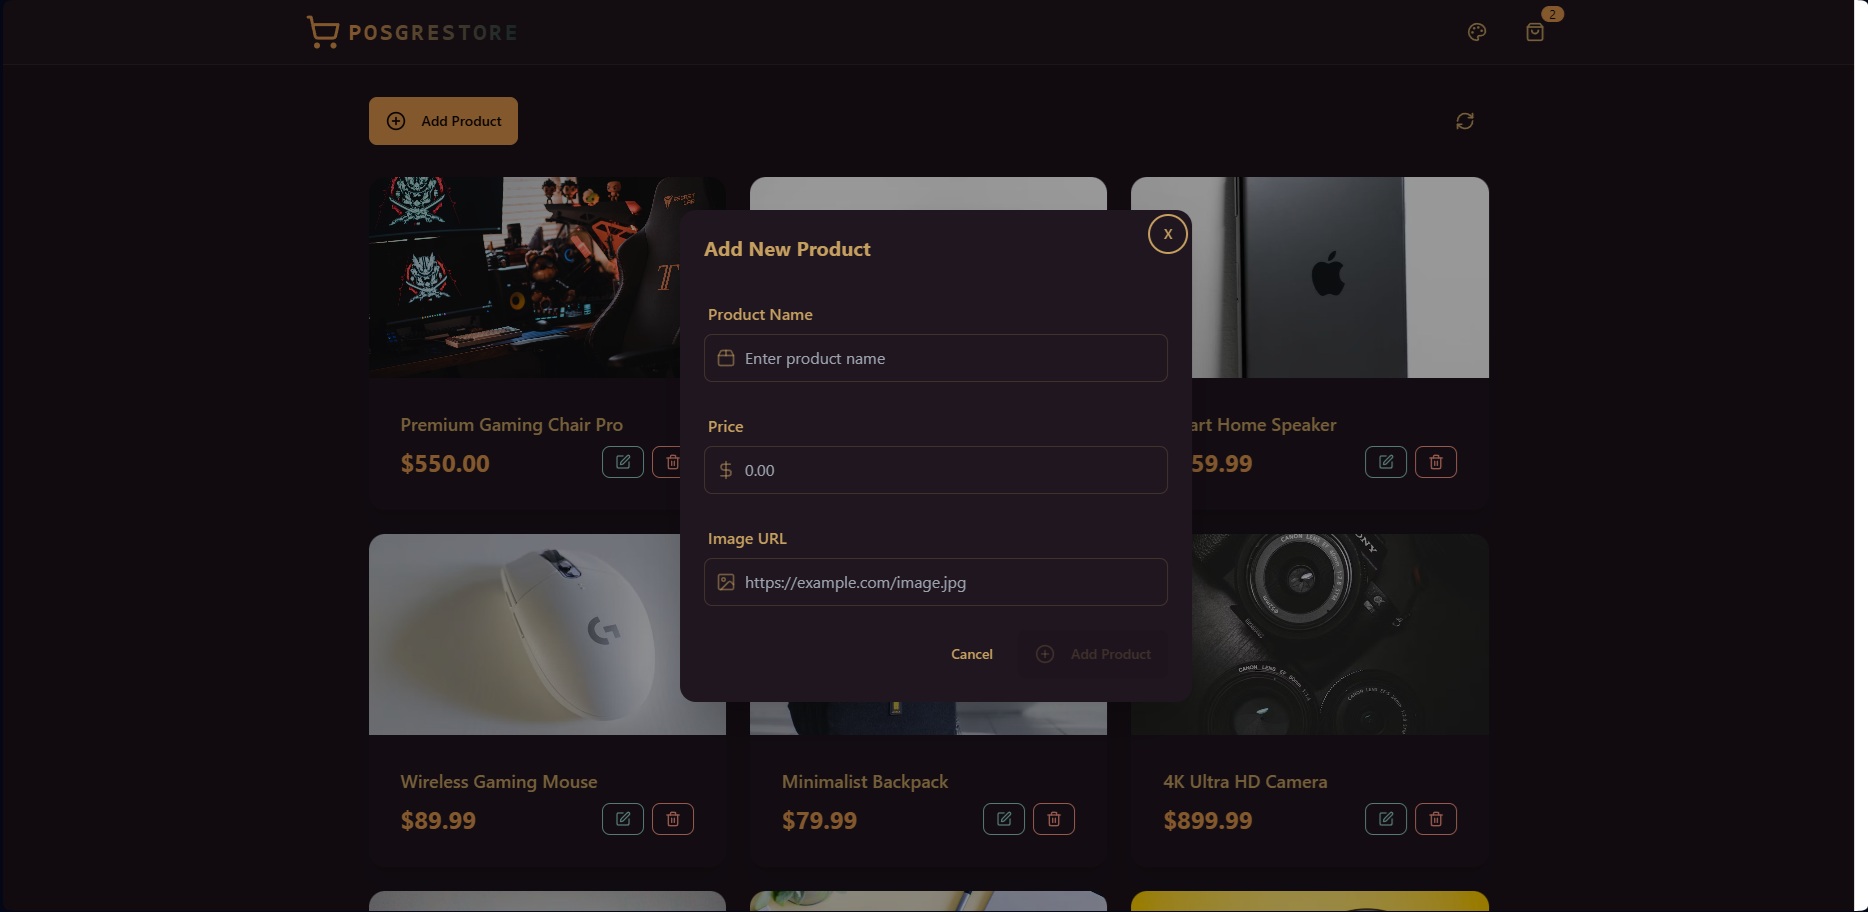 POSGRESTORE
2
Add Product
Add New Product
X
Product Name
Enter product name
Price
0.00
Image URL
https://example.com/image.jpg
Cancel
Add Product
Premium Gaming Chair Pro
$550.00
art Home Speaker
59.99
Wireless Gaming Mouse
$89.99
Minimalist Backpack
$79.99
4K Ultra HD Camera
$899.99